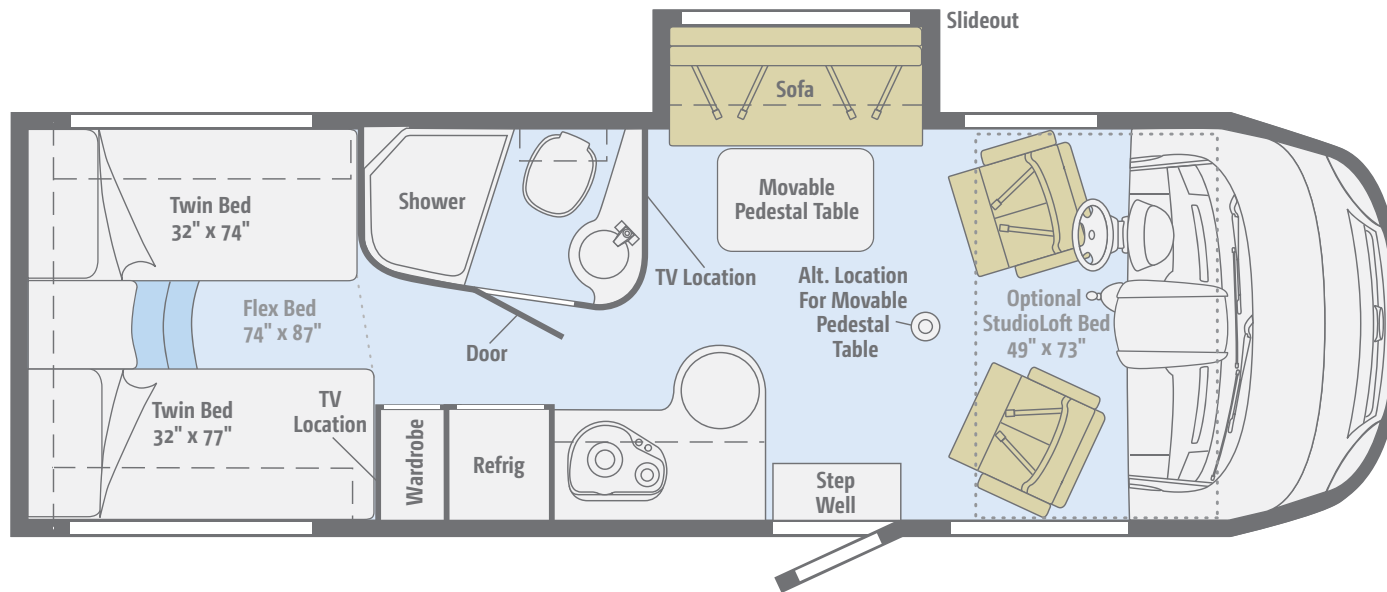 Slideout
Sofa
Twin Bed
32" x 74"
Shower
Movable
Pedestal Table
TV Location
Alt. Location
For Movable
Pedestal
Table
Optional
StudioLoft Bed
49" x 73"
Flex Bed
74" x 87"
Door
Twin Bed
32" x 77"
TV
Location
Wardrobe
Refrig
Step
Well